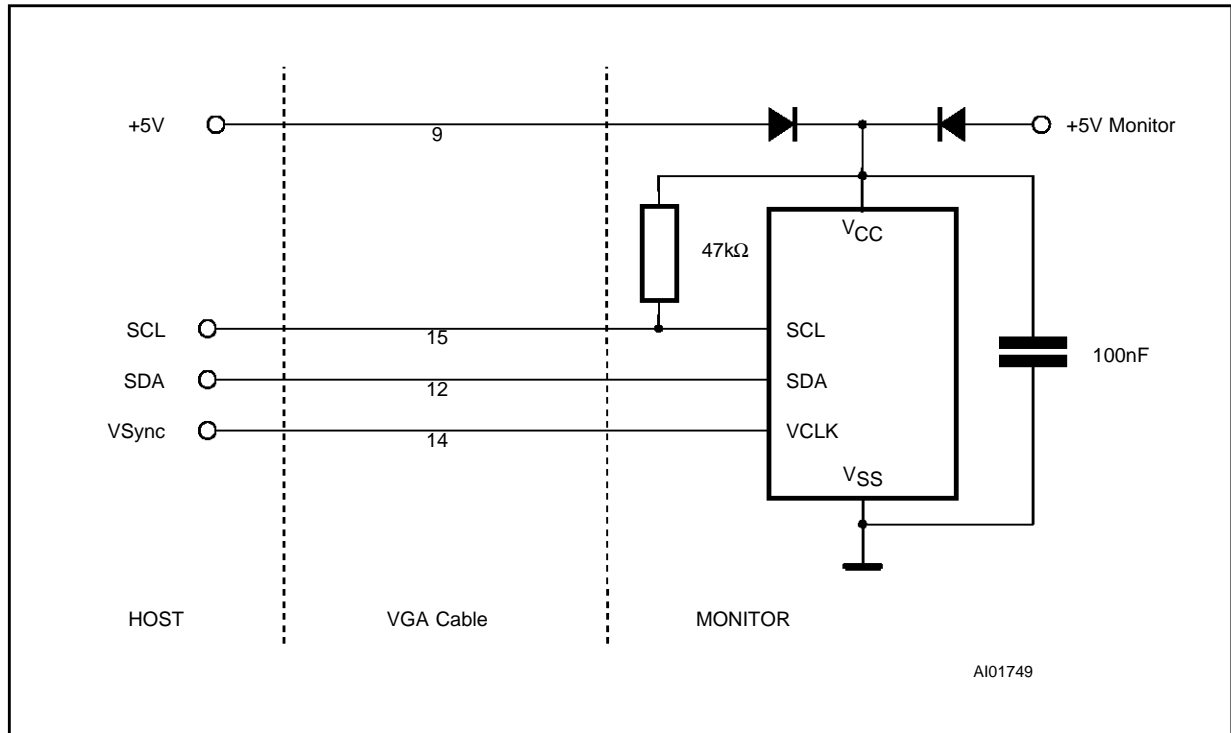 +5V
9
+5V Monitor
VCC
47kΩ
SCL
15
SCL
100nF
SDA
12
SDA
VSync
14
VCLK
VSS
HOST
VGA Cable
MONITOR
AI01749